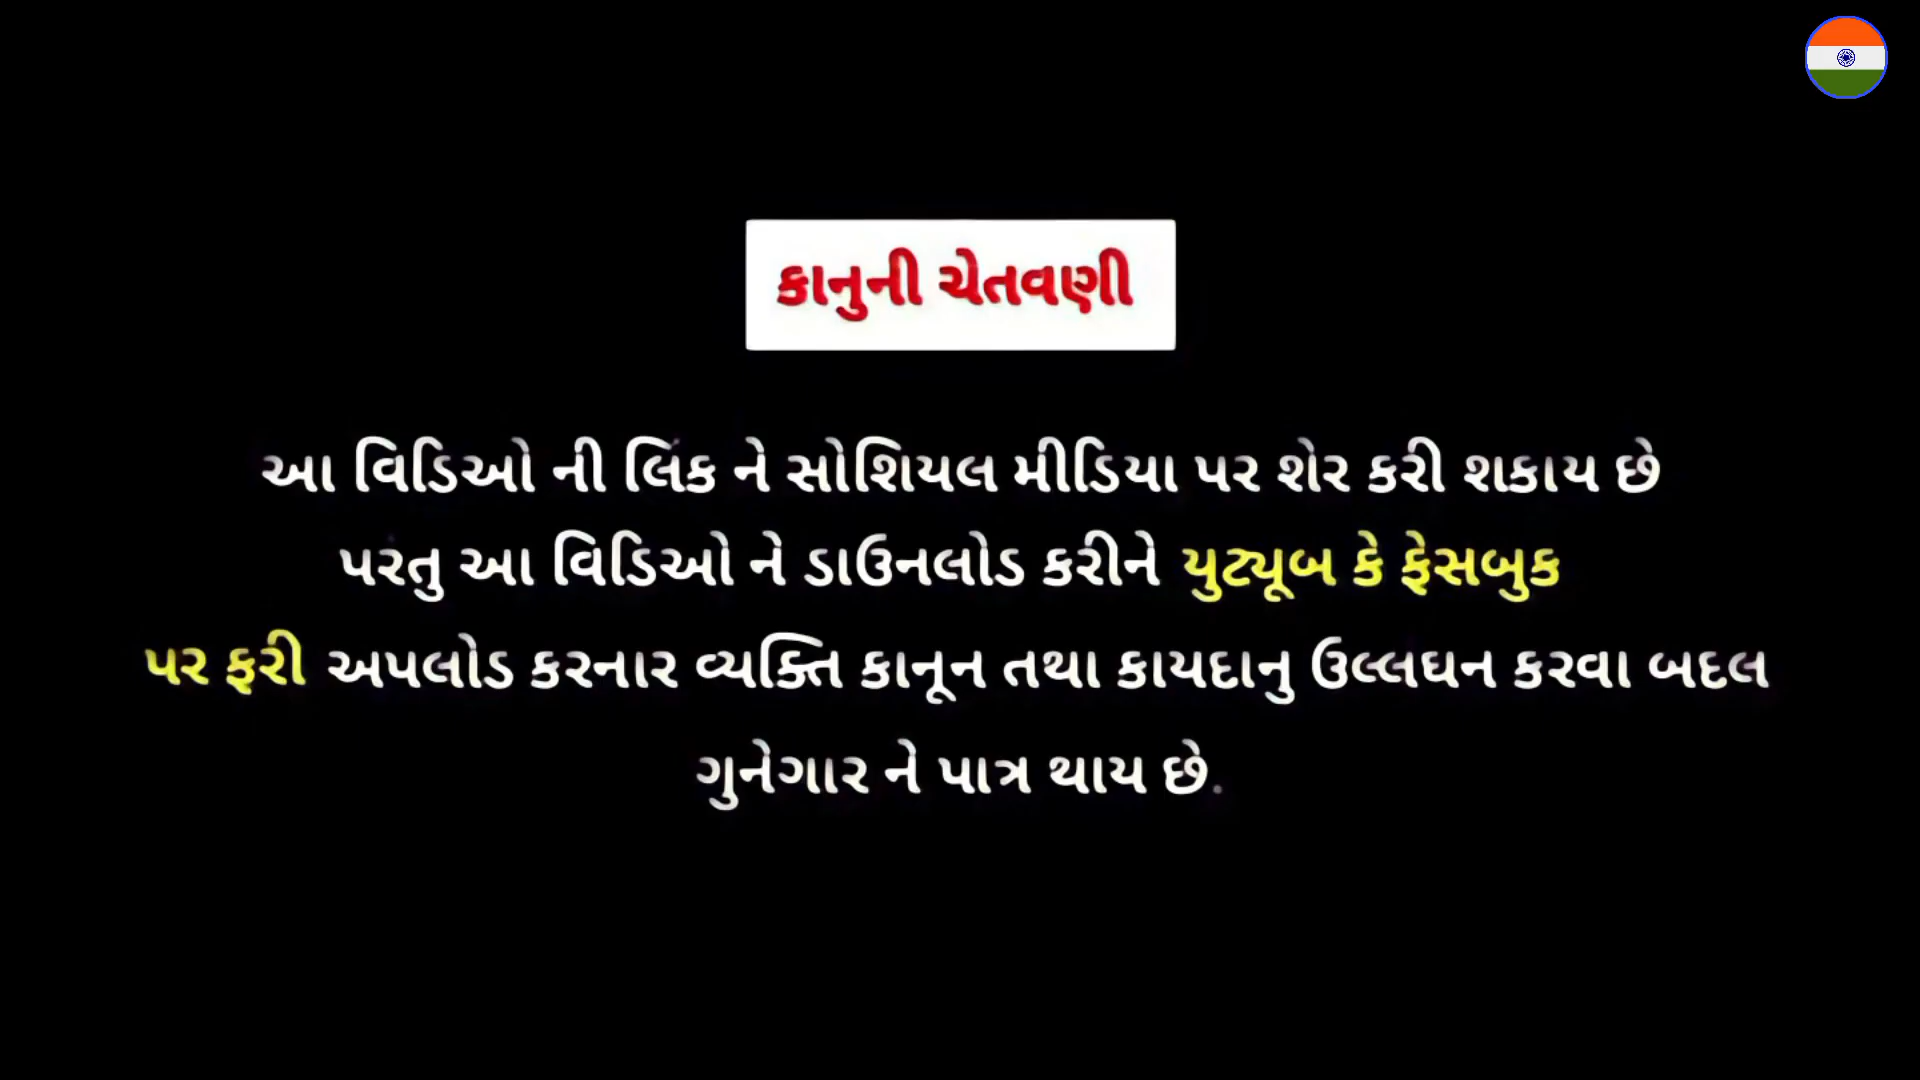 કાનુની ચેતવણી
આ વિડિઓ ની લિંક ને સોશિયલ મીડિયા પર શેર કરી શકાય છે
પરંતુ આ વિડિઓ ને ડાઉનલોડ કરીને યુટ્યૂબ કે ફેસબુક
પર ફરી અપલોડ કરનાર વ્યક્તિ કાનૂન તથા કાયદાનુ ઉલ્લઘન કરવા બદલ
ગુનેગાર ને પાત્ર થાય છે.